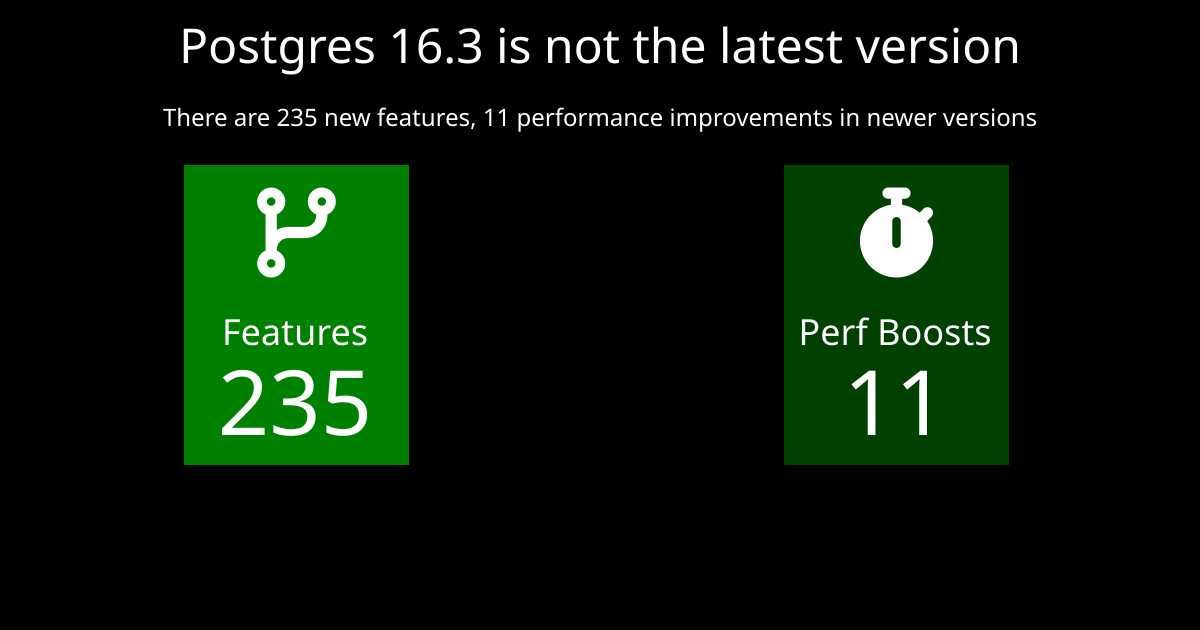 Postgres 16.3 is not the latest version
There are 235 new features, 11 performance improvements in newer versions
Features
235
Perf Boosts
11